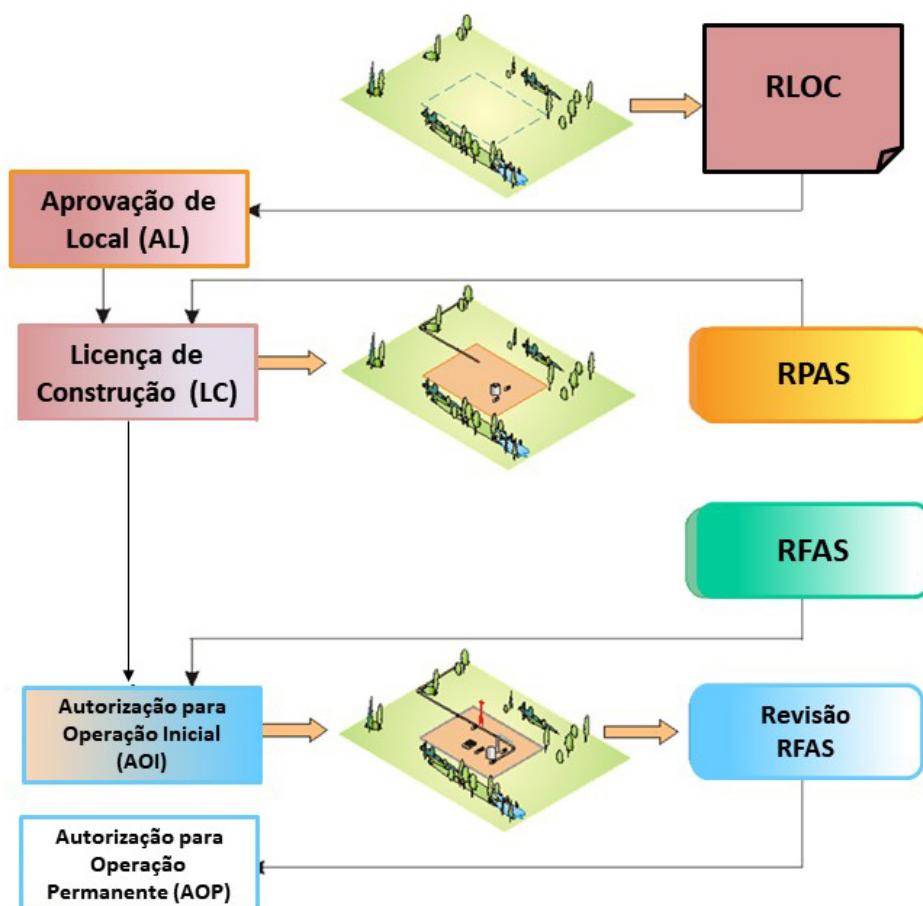 RLOC
Aprovação de
Local (AL)
Licença de
Construção (LC)
RPAS
RFAS
Autorização para
Operação Inicial
(AOI)
Revisão
RFAS
Autorização para
Operação
Permanente (AOP)